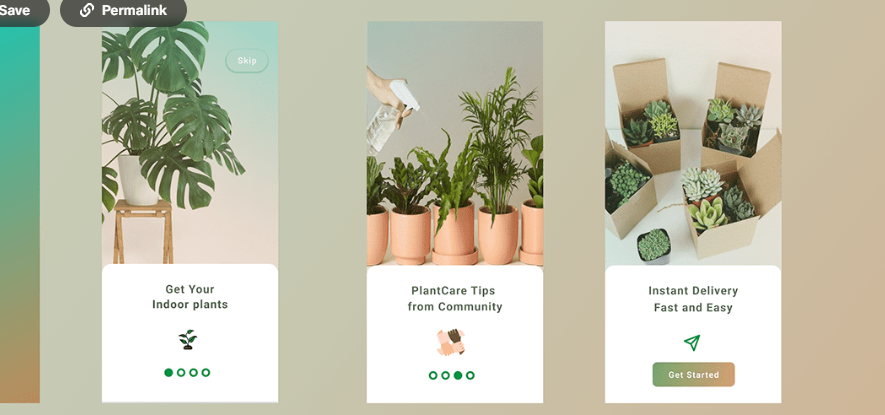 Save
Permalink
Skip
Get Your
Indoor plants
PlantCare Tips
from Community
Instant Delivery
Fast and Easy
Get Started